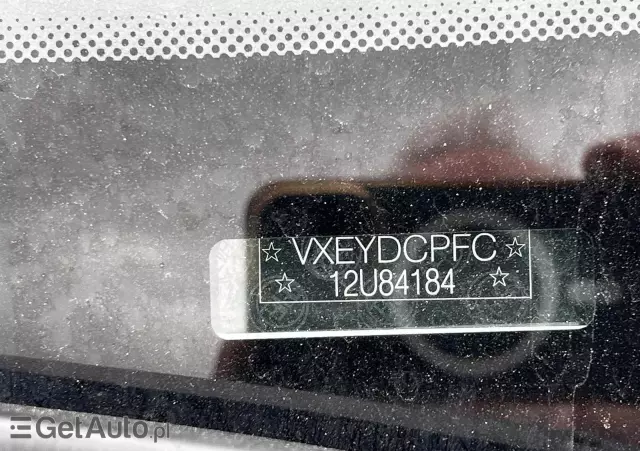 ☆ VXEYDCPFC ☆
☆ 12U84184 ☆
GetAuto.pl